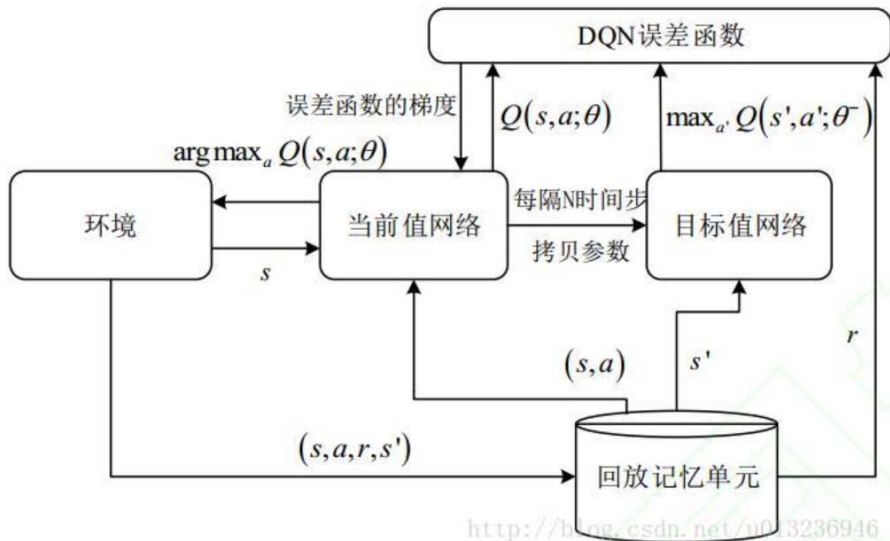 DQN误差函数
误差函数的梯度
Q(s,a;θ)
max_{a'} Q(s',a';θ⁻)
arg max_a Q(s,a;θ)
环境
当前值网络
每隔N时间步
拷贝参数
目标值网络
s
(s,a)
s'
r
(s,a,r,s')
回放记忆单元
http://blog.csdn.net/u013236946